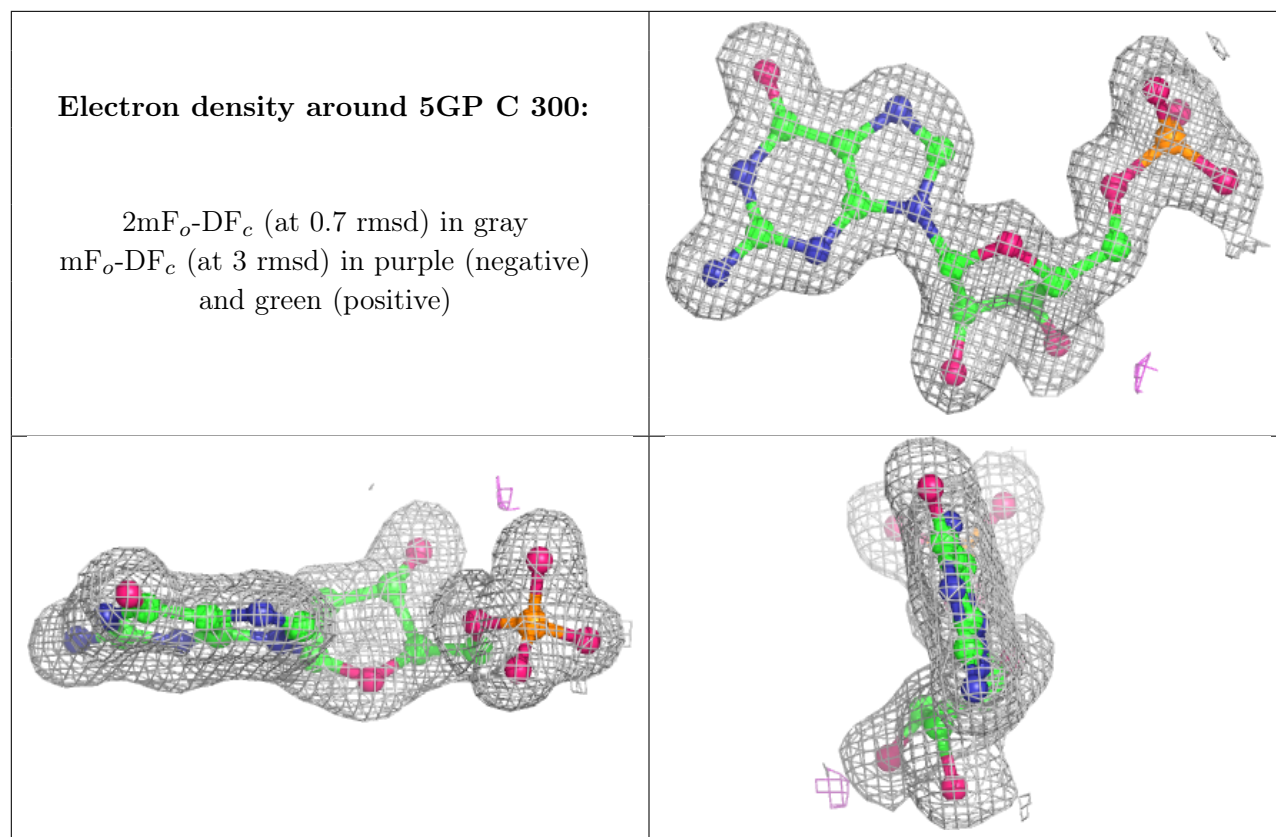 Electron density around 5GP C 300:
2mFo-DFc (at 0.7 rmsd) in gray
mFo-DFc (at 3 rmsd) in purple (negative)
and green (positive)